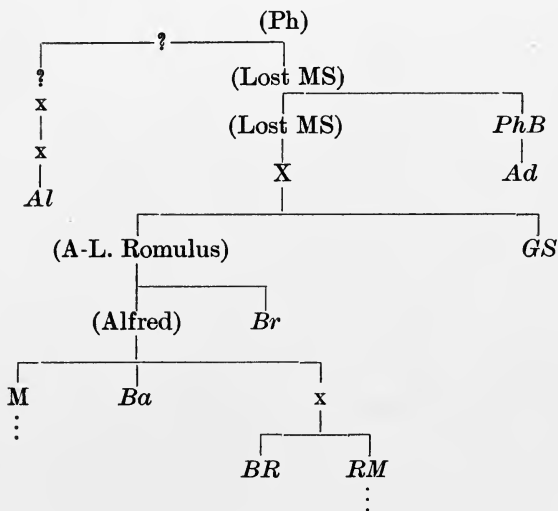 (Ph)
?
? (Lost MS)
x (Lost MS) PhB
x X Ad
Al
(A-L. Romulus) GS
(Alfred) Br
M Ba x
BR RM